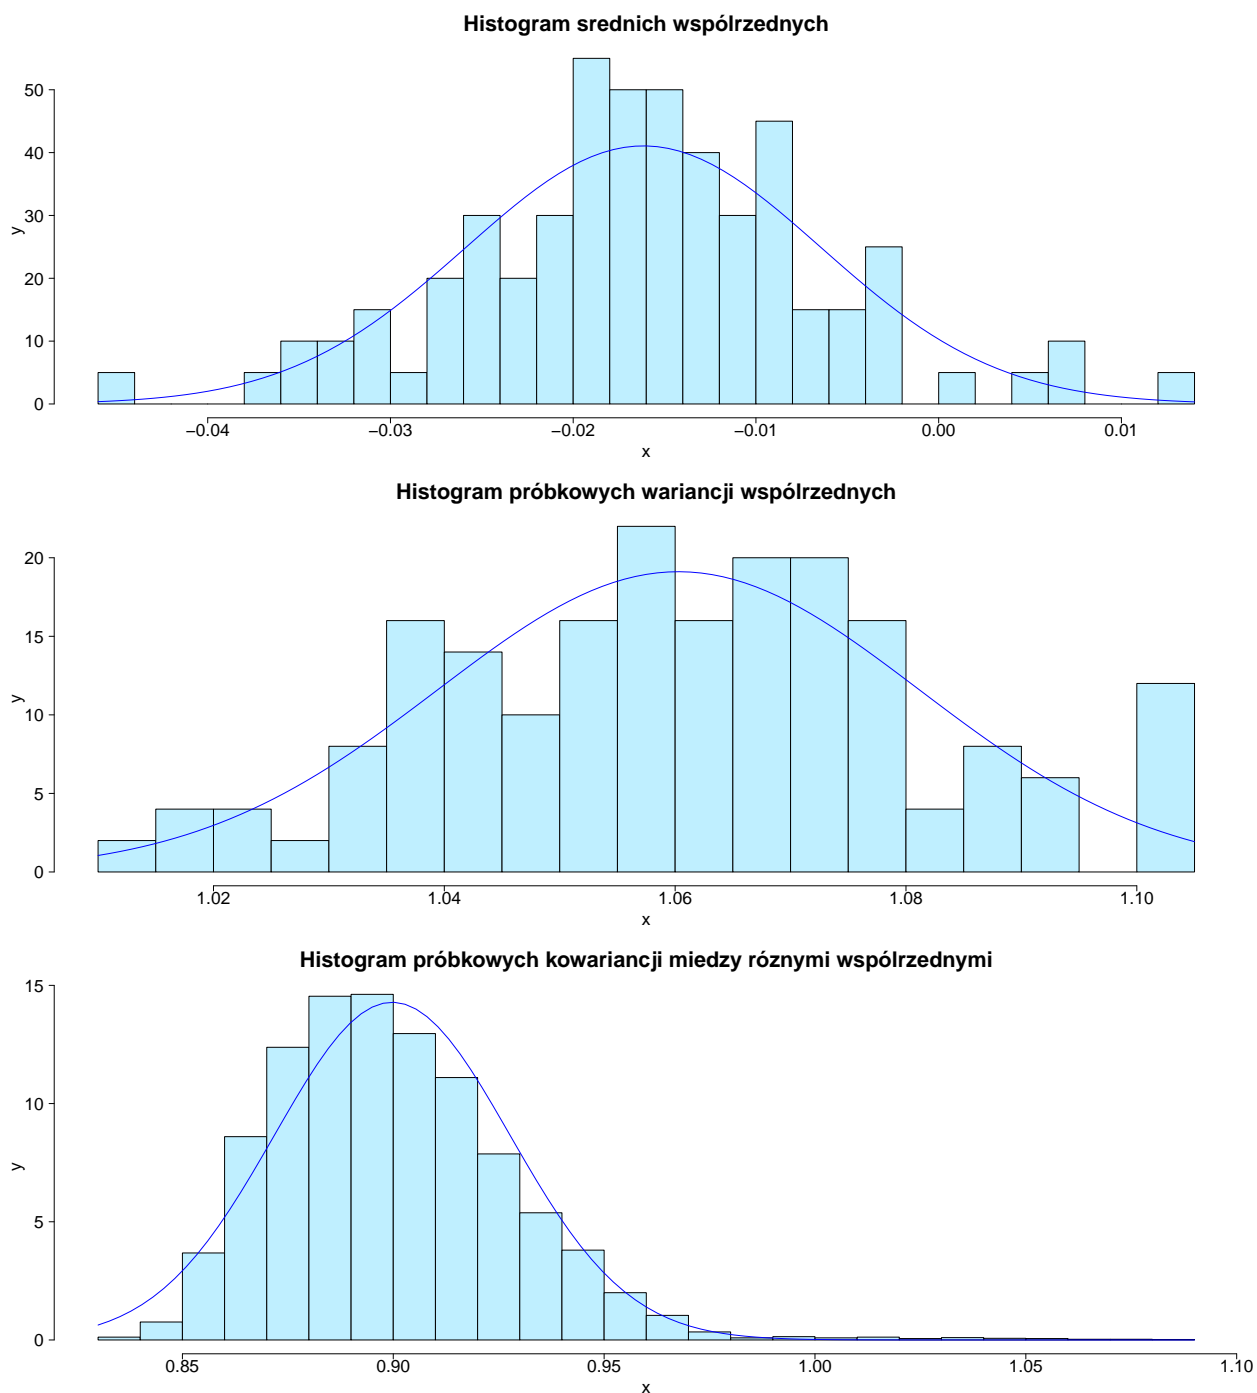 Histogram srednich wspólrzednych
50
40
30
20
10
0
y
−0.04 −0.03 −0.02 −0.01 0.00 0.01
x
Histogram próbkowych wariancji wspólrzednych
20
15
10
5
0
y
1.02 1.04 1.06 1.08 1.10
x
Histogram próbkowych kowariancji miedzy róznymi wspólrzednymi
15
10
5
0
y
0.85 0.90 0.95 1.00 1.05 1.10
x